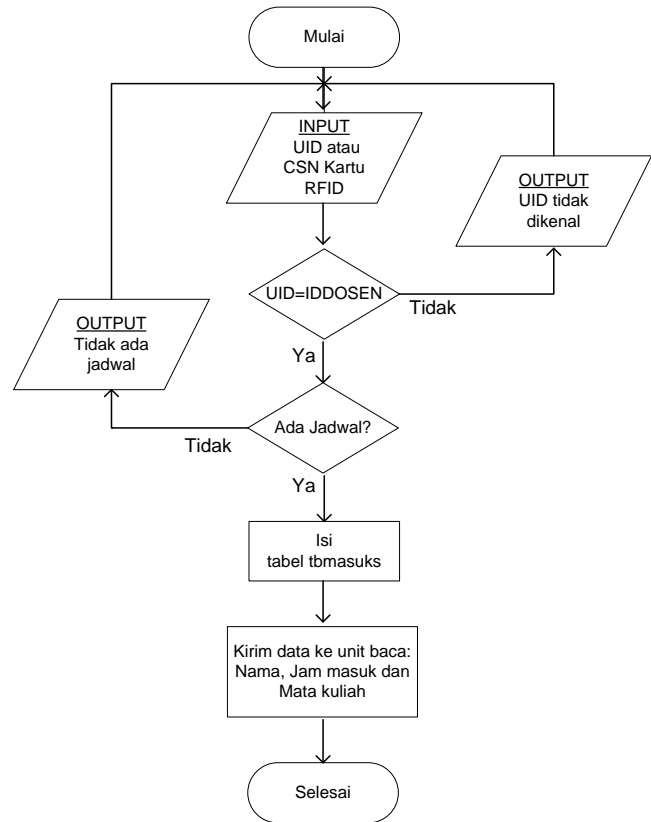 Mulai
INPUT
UID atau
CSN Kartu
RFID
OUTPUT
UID tidak
dikenal
UID=IDDOSEN
Tidak
OUTPUT
Tidak ada
jadwal
Ya
Ada Jadwal?
Tidak
Ya
Isi
tabel tbmasuks
Kirim data ke unit baca:
Nama, Jam masuk dan
Mata kuliah
Selesai